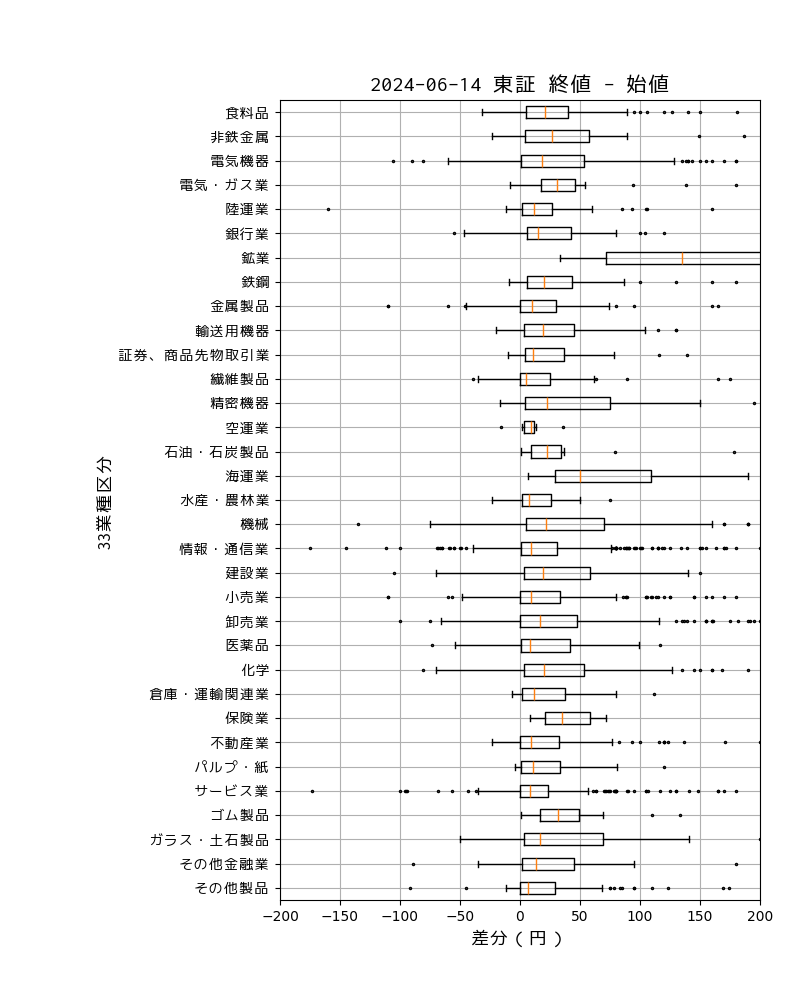 2024-06-14 東証 終値 - 始値
食料品
非鉄金属
電気機器
電気・ガス業
陸運業
銀行業
鉱業
鉄鋼
金属製品
輸送用機器
証券、商品先物取引業
繊維製品
精密機器
空運業
石油・石炭製品
海運業
水産・農林業
機械
情報・通信業
建設業
小売業
卸売業
医薬品
化学
倉庫・運輸関連業
保険業
不動産業
パルプ・紙
サービス業
ゴム製品
ガラス・土石製品
その他金融業
その他製品
33業種区分
−200 −150 −100 −50 0 50 100 150 200
差分（円）